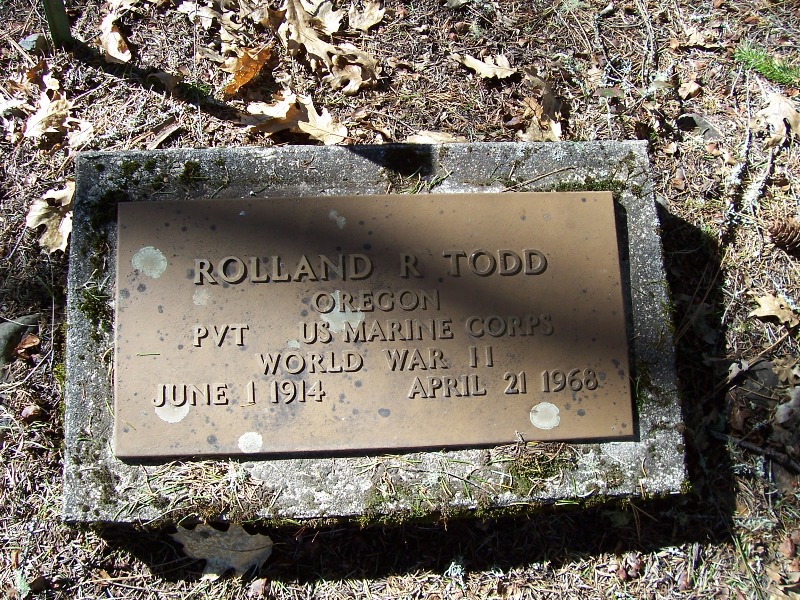 ROLLAND R TODD
OREGON
PVT US MARINE CORPS
WORLD WAR II
JUNE 1 1914 APRIL 21 1968